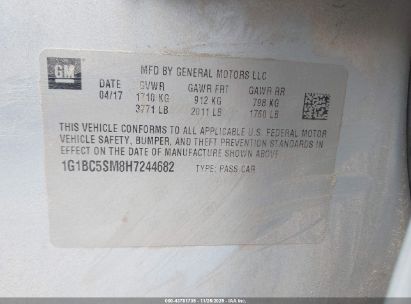 GM
MFD BY GENERAL MOTORS LLC
DATE GVWR GAWR FRT GAWR RR
04/17 1710 KG 912 KG 798 KG
3771 LB 2011 LB 1760 LB
THIS VEHICLE CONFORMS TO ALL APPLICABLE U.S. FEDERAL MOTOR
VEHICLE SAFETY, BUMPER, AND THEFT PREVENTION STANDARDS IN
EFFECT ON THE DATE OF MANUFACTURE SHOWN ABOVE.
1G1BC5SM8H7244682 TYPE: PASS CAR